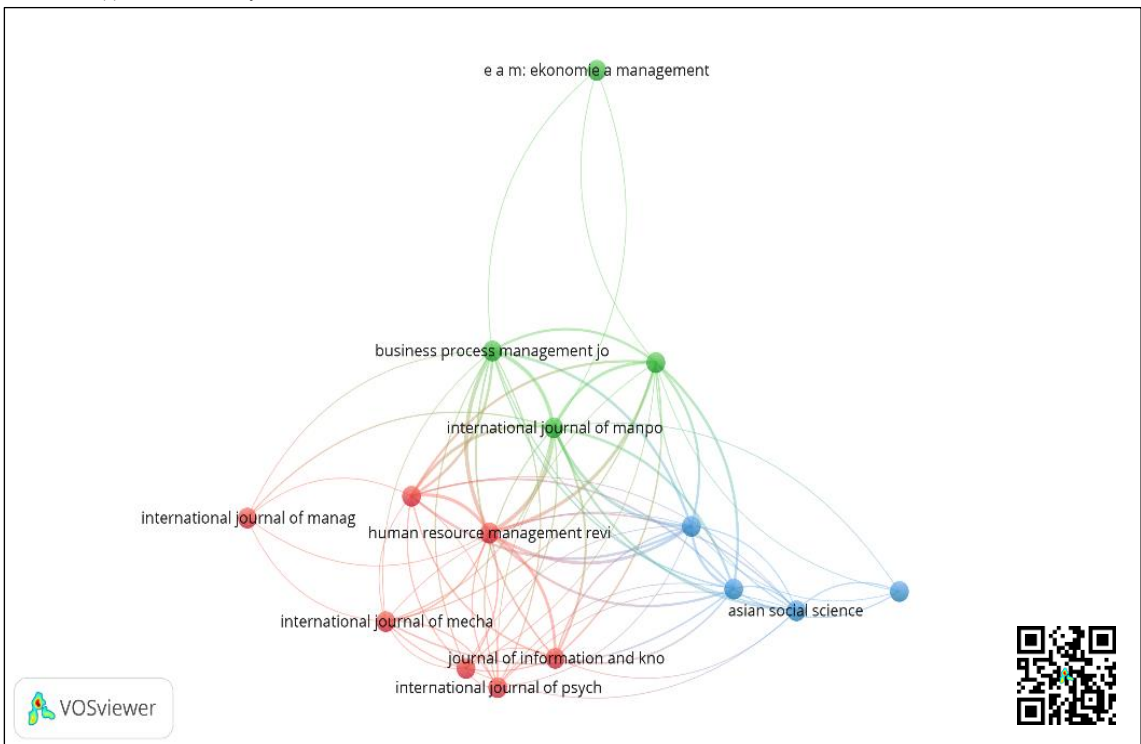 e a m: ekonomie a management
business process management jo
international journal of manpo
international journal of manag
human resource management revi
international journal of mecha
asian social science
journal of information and kno
international journal of psych
VOSviewer